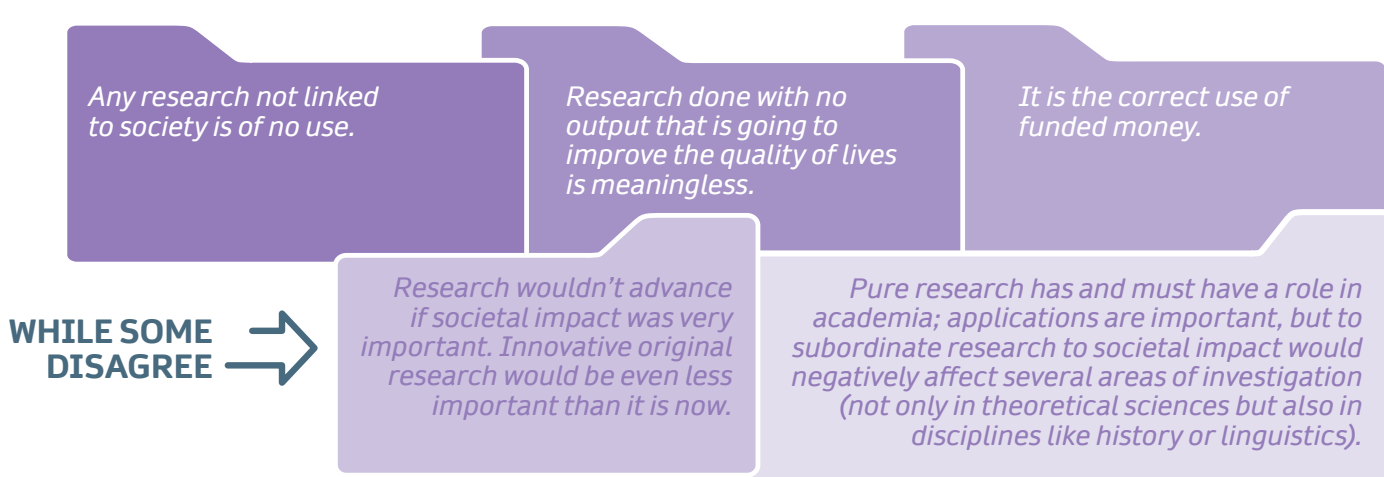 Any research not linked
to society is of no use.
Research done with no
output that is going to
improve the quality of lives
is meaningless.
It is the correct use of
funded money.
WHILE SOME
DISAGREE
Research wouldn’t advance
if societal impact was very
important. Innovative original
research would be even less
important than it is now.
Pure research has and must have a role in
academia; applications are important, but to
subordinate research to societal impact would
negatively affect several areas of investigation
(not only in theoretical sciences but also in
disciplines like history or linguistics).